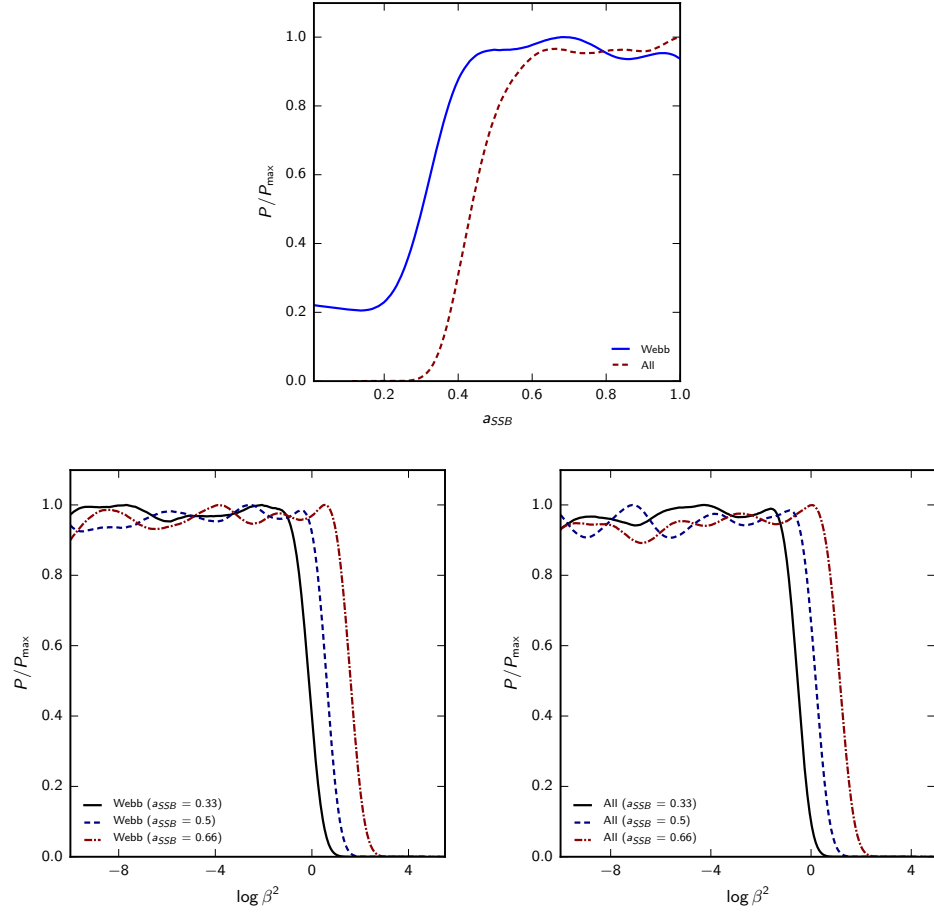 1.0
0.8
0.6
0.4
0.2
0.0
P/P_max
0.2 0.4 0.6 0.8 1.0
a_SSB
Webb
All
1.0
0.8
0.6
0.4
0.2
0.0
P/P_max
−8 −4 0 4
log β²
Webb (a_SSB = 0.33)
Webb (a_SSB = 0.5)
Webb (a_SSB = 0.66)
1.0
0.8
0.6
0.4
0.2
0.0
P/P_max
−8 −4 0 4
log β²
All (a_SSB = 0.33)
All (a_SSB = 0.5)
All (a_SSB = 0.66)